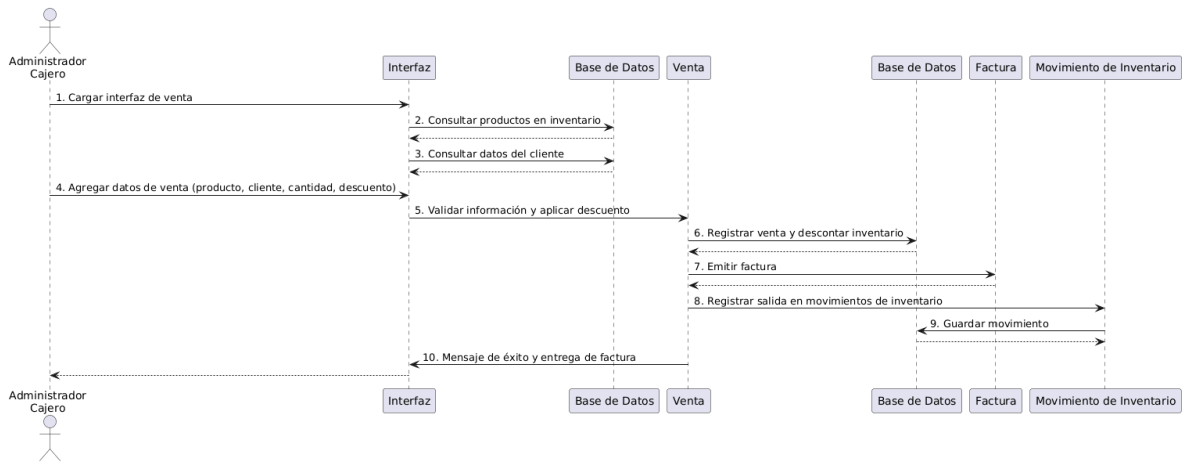 Administrador
Cajero
Interfaz
Base de Datos
Venta
Base de Datos
Factura
Movimiento de Inventario
1. Cargar interfaz de venta
2. Consultar productos en inventario
3. Consultar datos del cliente
4. Agregar datos de venta (producto, cliente, cantidad, descuento)
5. Validar información y aplicar descuento
6. Registrar venta y descontar inventario
7. Emitir factura
8. Registrar salida en movimientos de inventario
9. Guardar movimiento
10. Mensaje de éxito y entrega de factura
Administrador
Cajero
Interfaz
Base de Datos
Venta
Base de Datos
Factura
Movimiento de Inventario